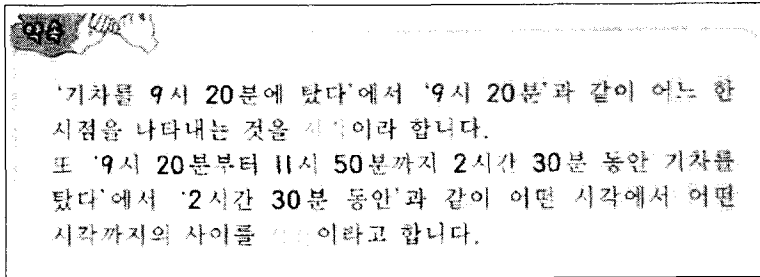 약속
'기차를 9시 20분에 탔다'에서 '9시 20분'과 같이 어느 한
시점을 나타내는 것을 시각이라 합니다.
또 '9시 20분부터 11시 50분까지 2시간 30분 동안 기차를
탔다'에서 '2시간 30분 동안'과 같이 어떤 시각에서 어떤
시각까지의 사이를 이라고 합니다.